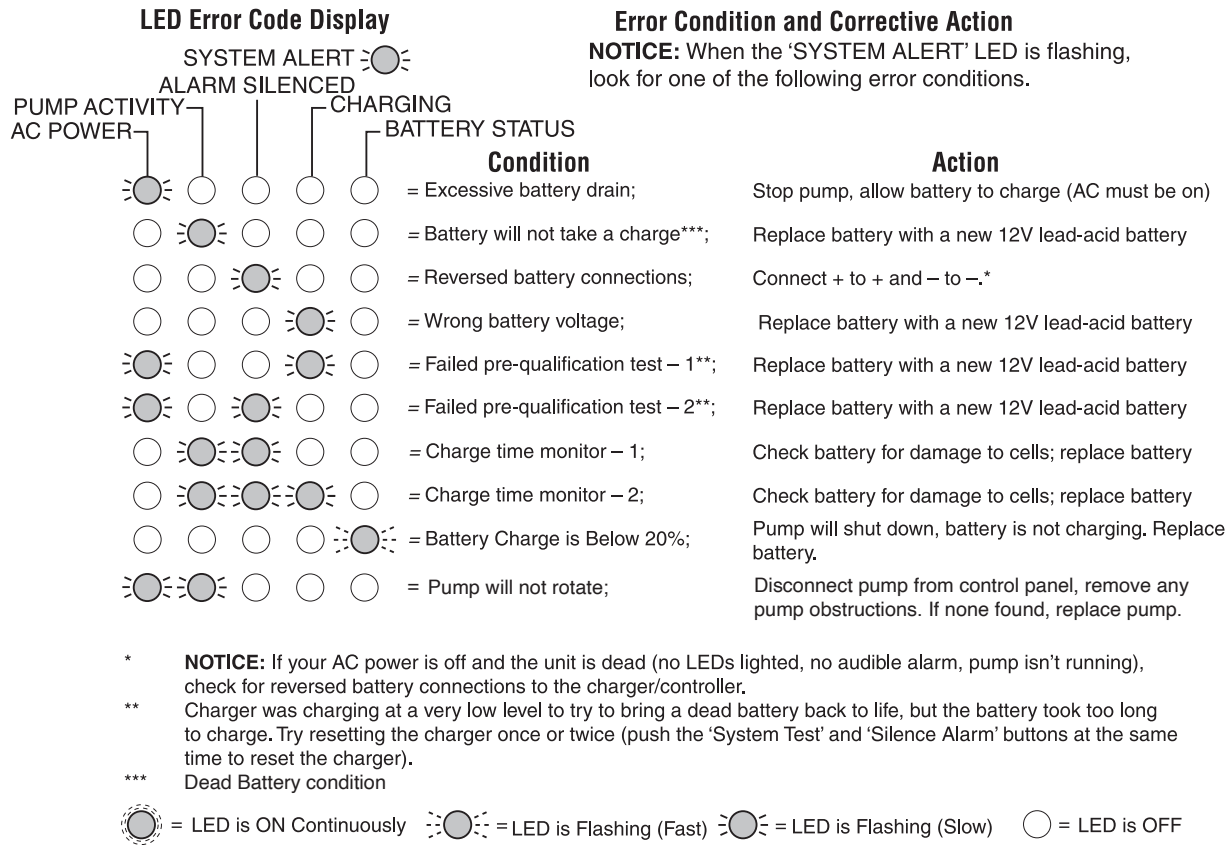 LED Error Code Display
Error Condition and Corrective Action
SYSTEM ALERT
NOTICE: When the ‘SYSTEM ALERT’ LED is flashing,
look for one of the following error conditions.
ALARM SILENCED
PUMP ACTIVITY
CHARGING
AC POWER
BATTERY STATUS
Condition
Action
= Excessive battery drain;
Stop pump, allow battery to charge (AC must be on)
= Battery will not take a charge***;
Replace battery with a new 12V lead-acid battery
= Reversed battery connections;
Connect + to + and – to –.*
= Wrong battery voltage;
Replace battery with a new 12V lead-acid battery
= Failed pre-qualification test – 1**;
Replace battery with a new 12V lead-acid battery
= Failed pre-qualification test – 2**;
Replace battery with a new 12V lead-acid battery
= Charge time monitor – 1;
Check battery for damage to cells; replace battery
= Charge time monitor – 2;
Check battery for damage to cells; replace battery
= Battery Charge is Below 20%;
Pump will shut down, battery is not charging. Replace
battery.
= Pump will not rotate;
Disconnect pump from control panel, remove any
pump obstructions. If none found, replace pump.
* NOTICE: If your AC power is off and the unit is dead (no LEDs lighted, no audible alarm, pump isn’t running),
check for reversed battery connections to the charger/controller.
** Charger was charging at a very low level to try to bring a dead battery back to life, but the battery took too long
to charge. Try resetting the charger once or twice (push the ‘System Test’ and ‘Silence Alarm’ buttons at the same
time to reset the charger).
*** Dead Battery condition
= LED is ON Continuously = LED is Flashing (Fast) = LED is Flashing (Slow) = LED is OFF